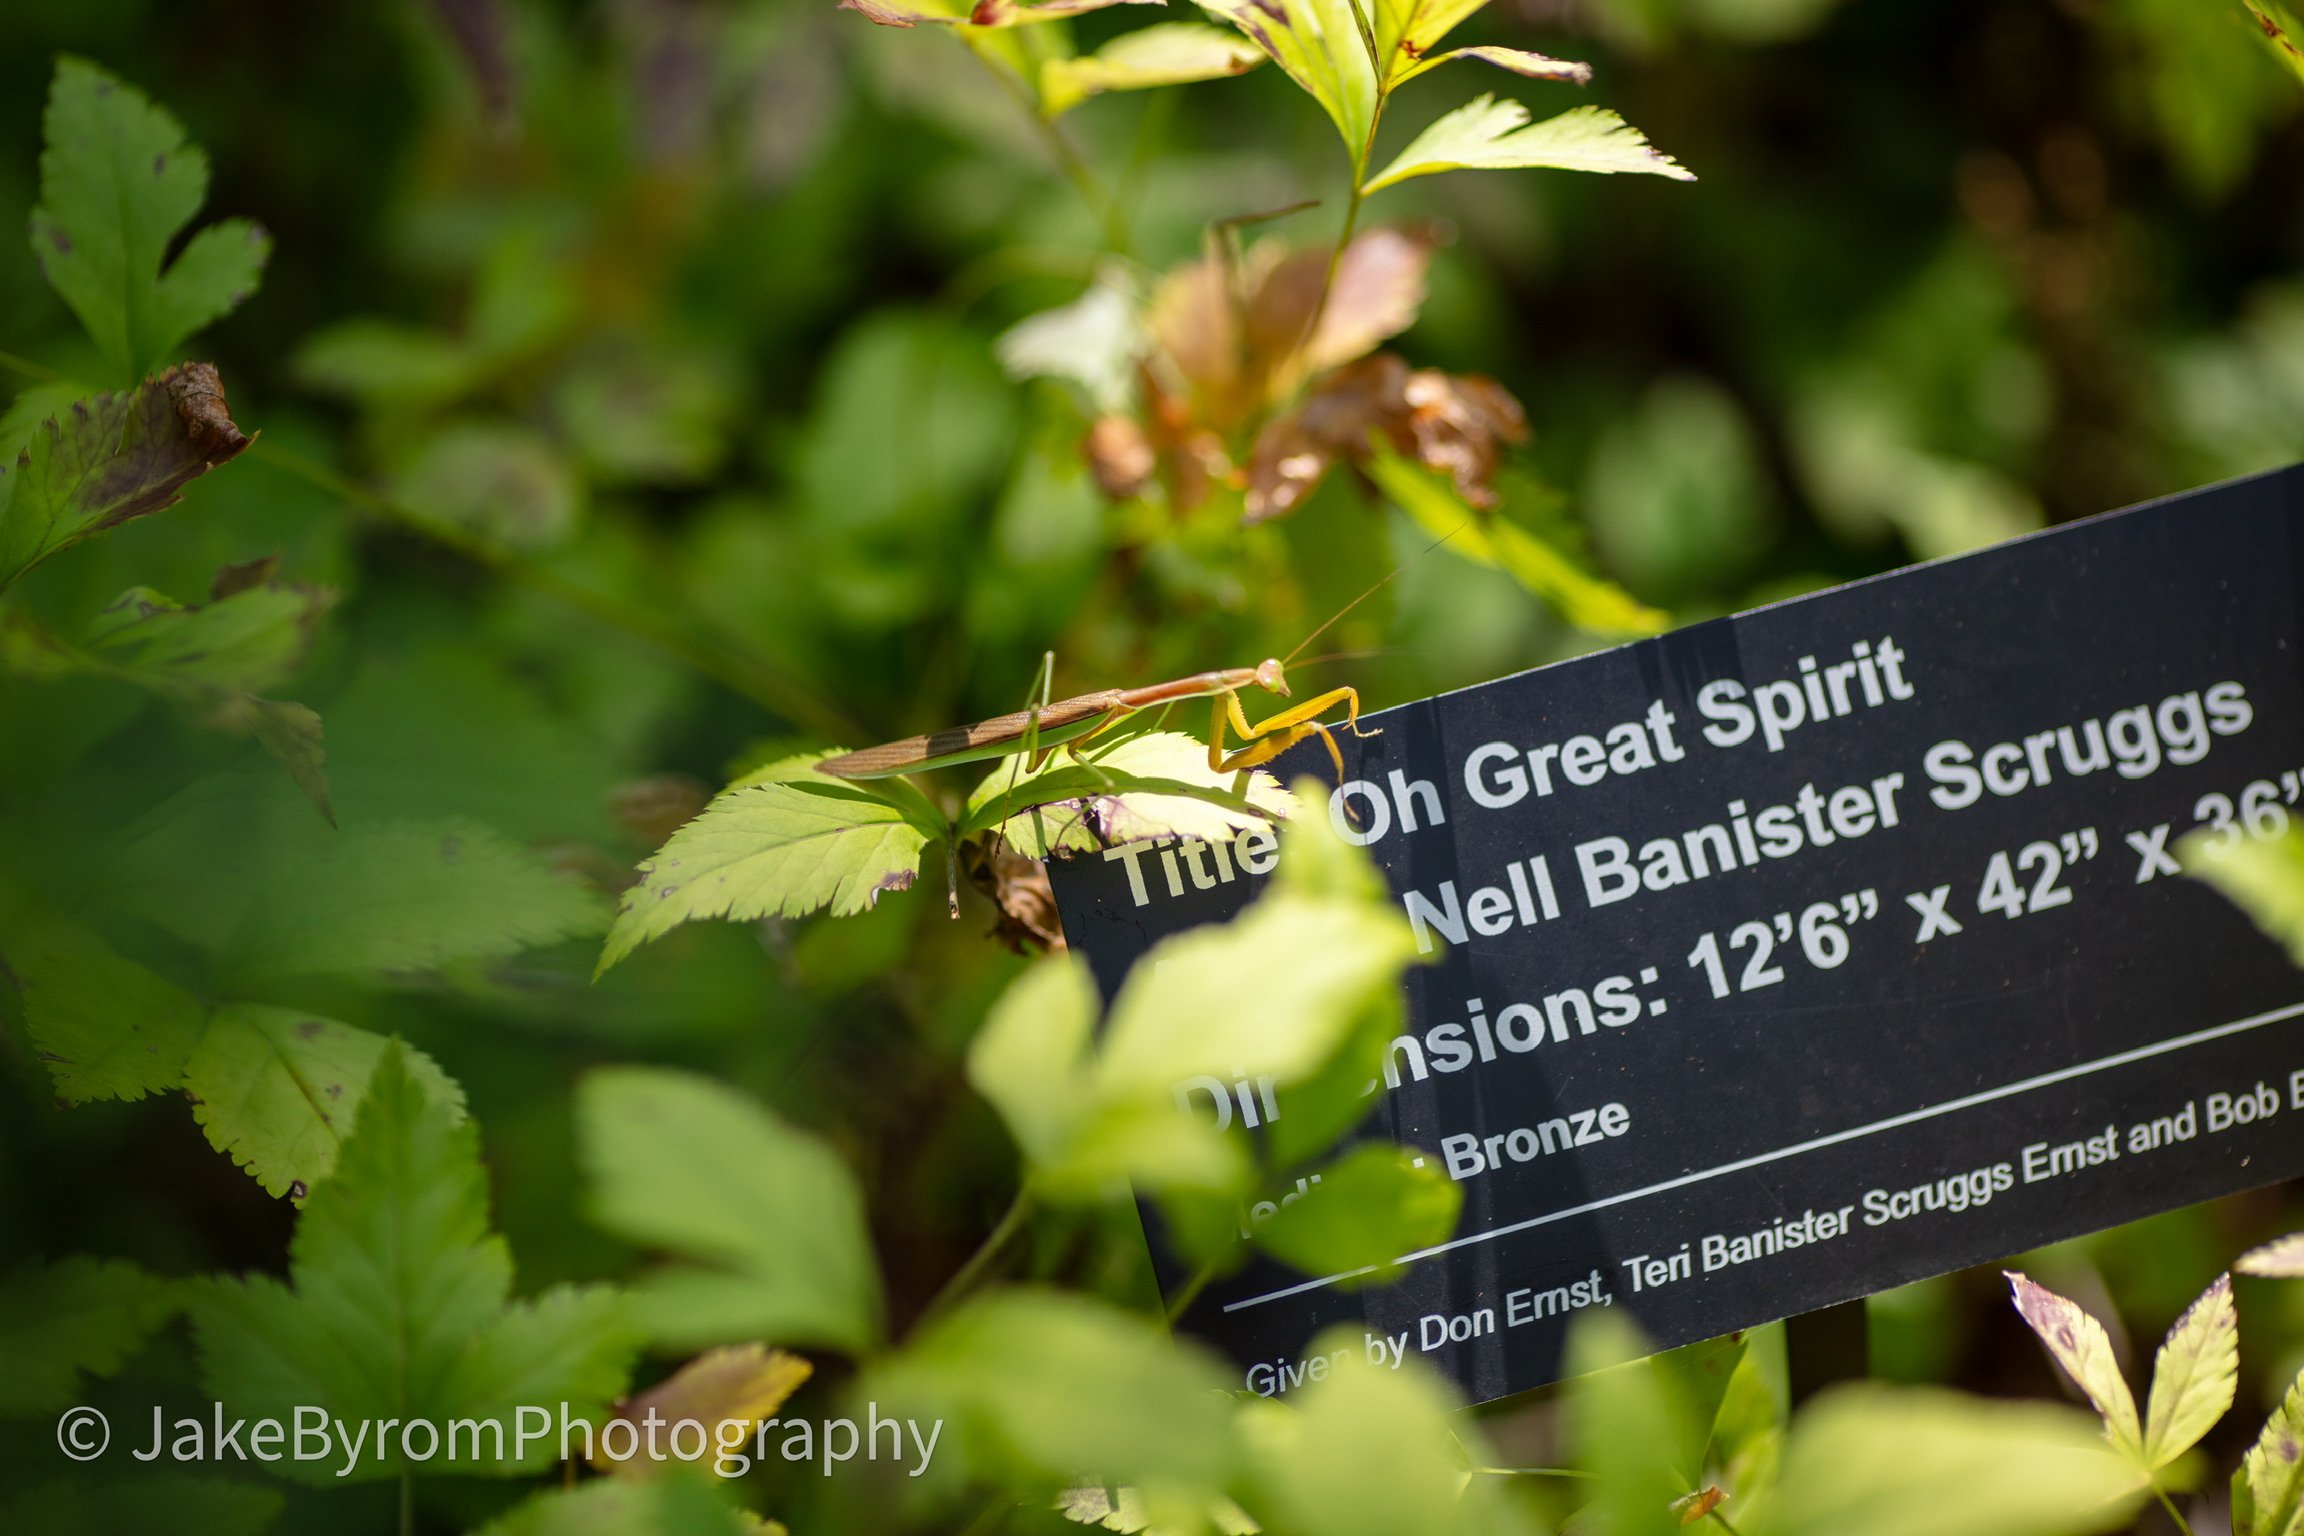 Title: Oh Great Spirit
Nell Banister Scruggs
Dimensions: 12’6” x 42” x 36”
: Bronze
Given by Don Ernst, Teri Banister Scruggs Ernst and Bob
© JakeByromPhotography